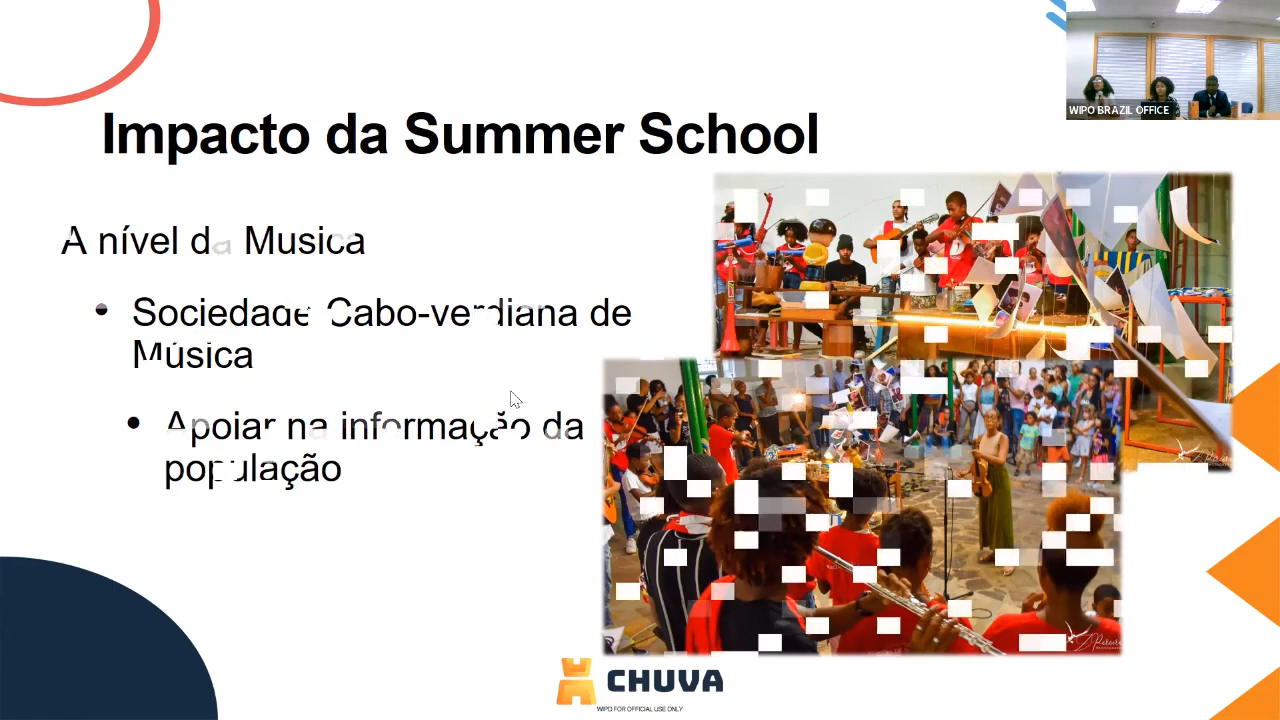 WIPO BRAZIL OFFICE
Impacto da Summer School
A nível da Musica
• Sociedade Cabo-verdiana de
Música
• Apoiar na informação da
população
CHUVA
WIPO FOR OFFICIAL USE ONLY